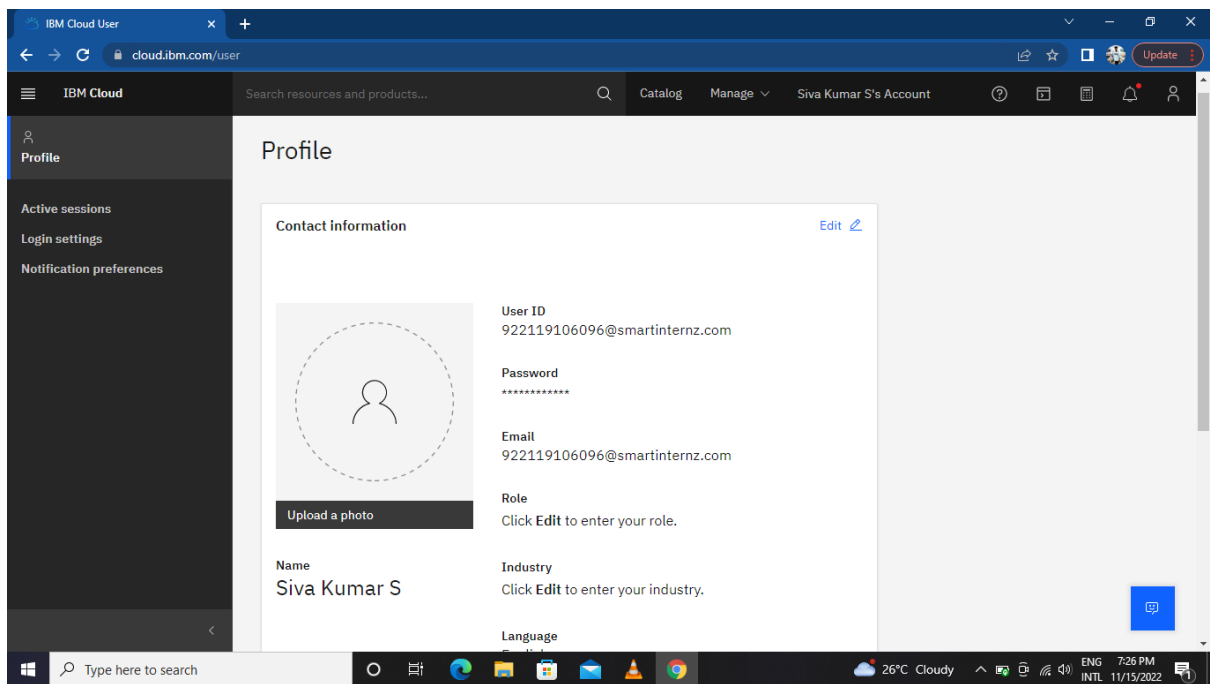 IBM Cloud User
cloud.ibm.com/user
Update
IBM Cloud
Search resources and products...
Catalog
Manage
Siva Kumar S's Account
Profile
Active sessions
Login settings
Notification preferences
Profile
Contact information
Edit
Upload a photo
Name
Siva Kumar S
User ID
922119106096@smartinternz.com
Password
************
Email
922119106096@smartinternz.com
Role
Click Edit to enter your role.
Industry
Click Edit to enter your industry.
Language
Type here to search
26°C Cloudy
ENG
INTL
7:26 PM
11/15/2022
1